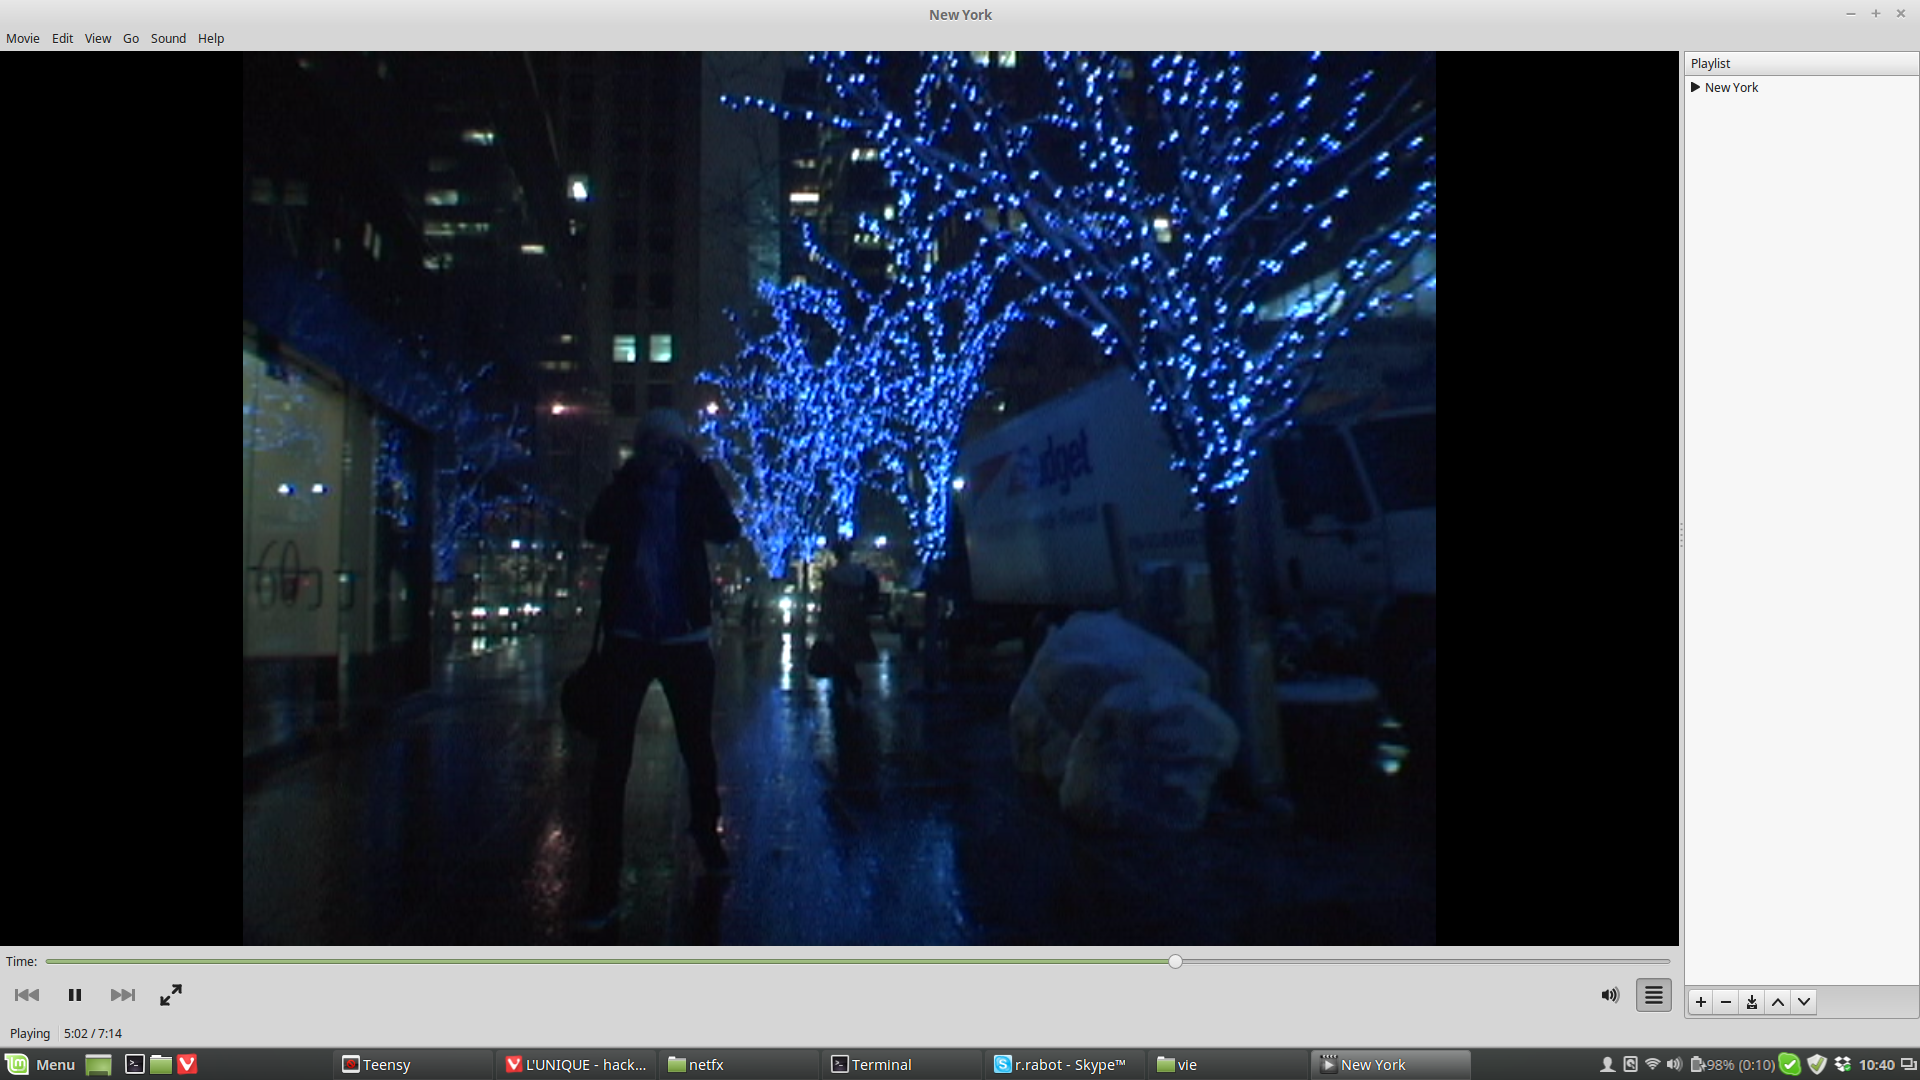 New York
Movie Edit View Go Sound Help
Playlist
New York
Budget
Time:
Playing 5:02 / 7:14
Menu Teensy L'UNIQUE - hack... netfx Terminal r.rabot - Skype™ vie New York 98% (0:10) 10:40